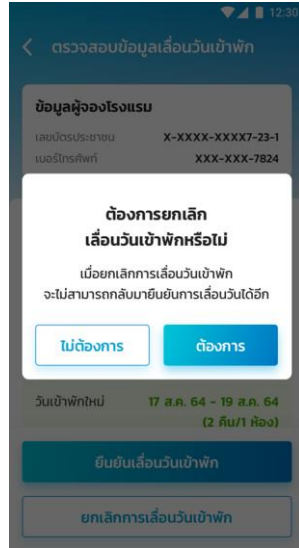 12:30
ตรวจสอบข้อมูลเลื่อนวันเข้าพัก
ข้อมูลผู้จองโรงแรม
เลขบัตรประชาชน X-XXXX-XXXX7-23-1
เบอร์โทรศัพท์ XXX-XXX-7824
ต้องการยกเลิก
เลื่อนวันเข้าพักหรือไม่
เมื่อยกเลิกการเลื่อนวันเข้าพัก
จะไม่สามารถกลับมายืนยันการเลื่อนวันได้อีก
ไม่ต้องการ ต้องการ
วันเข้าพักใหม่ 17 ส.ค. 64 - 19 ส.ค. 64
(2 คืน/1 ห้อง)
ยืนยันเลื่อนวันเข้าพัก
ยกเลิกการเลื่อนวันเข้าพัก